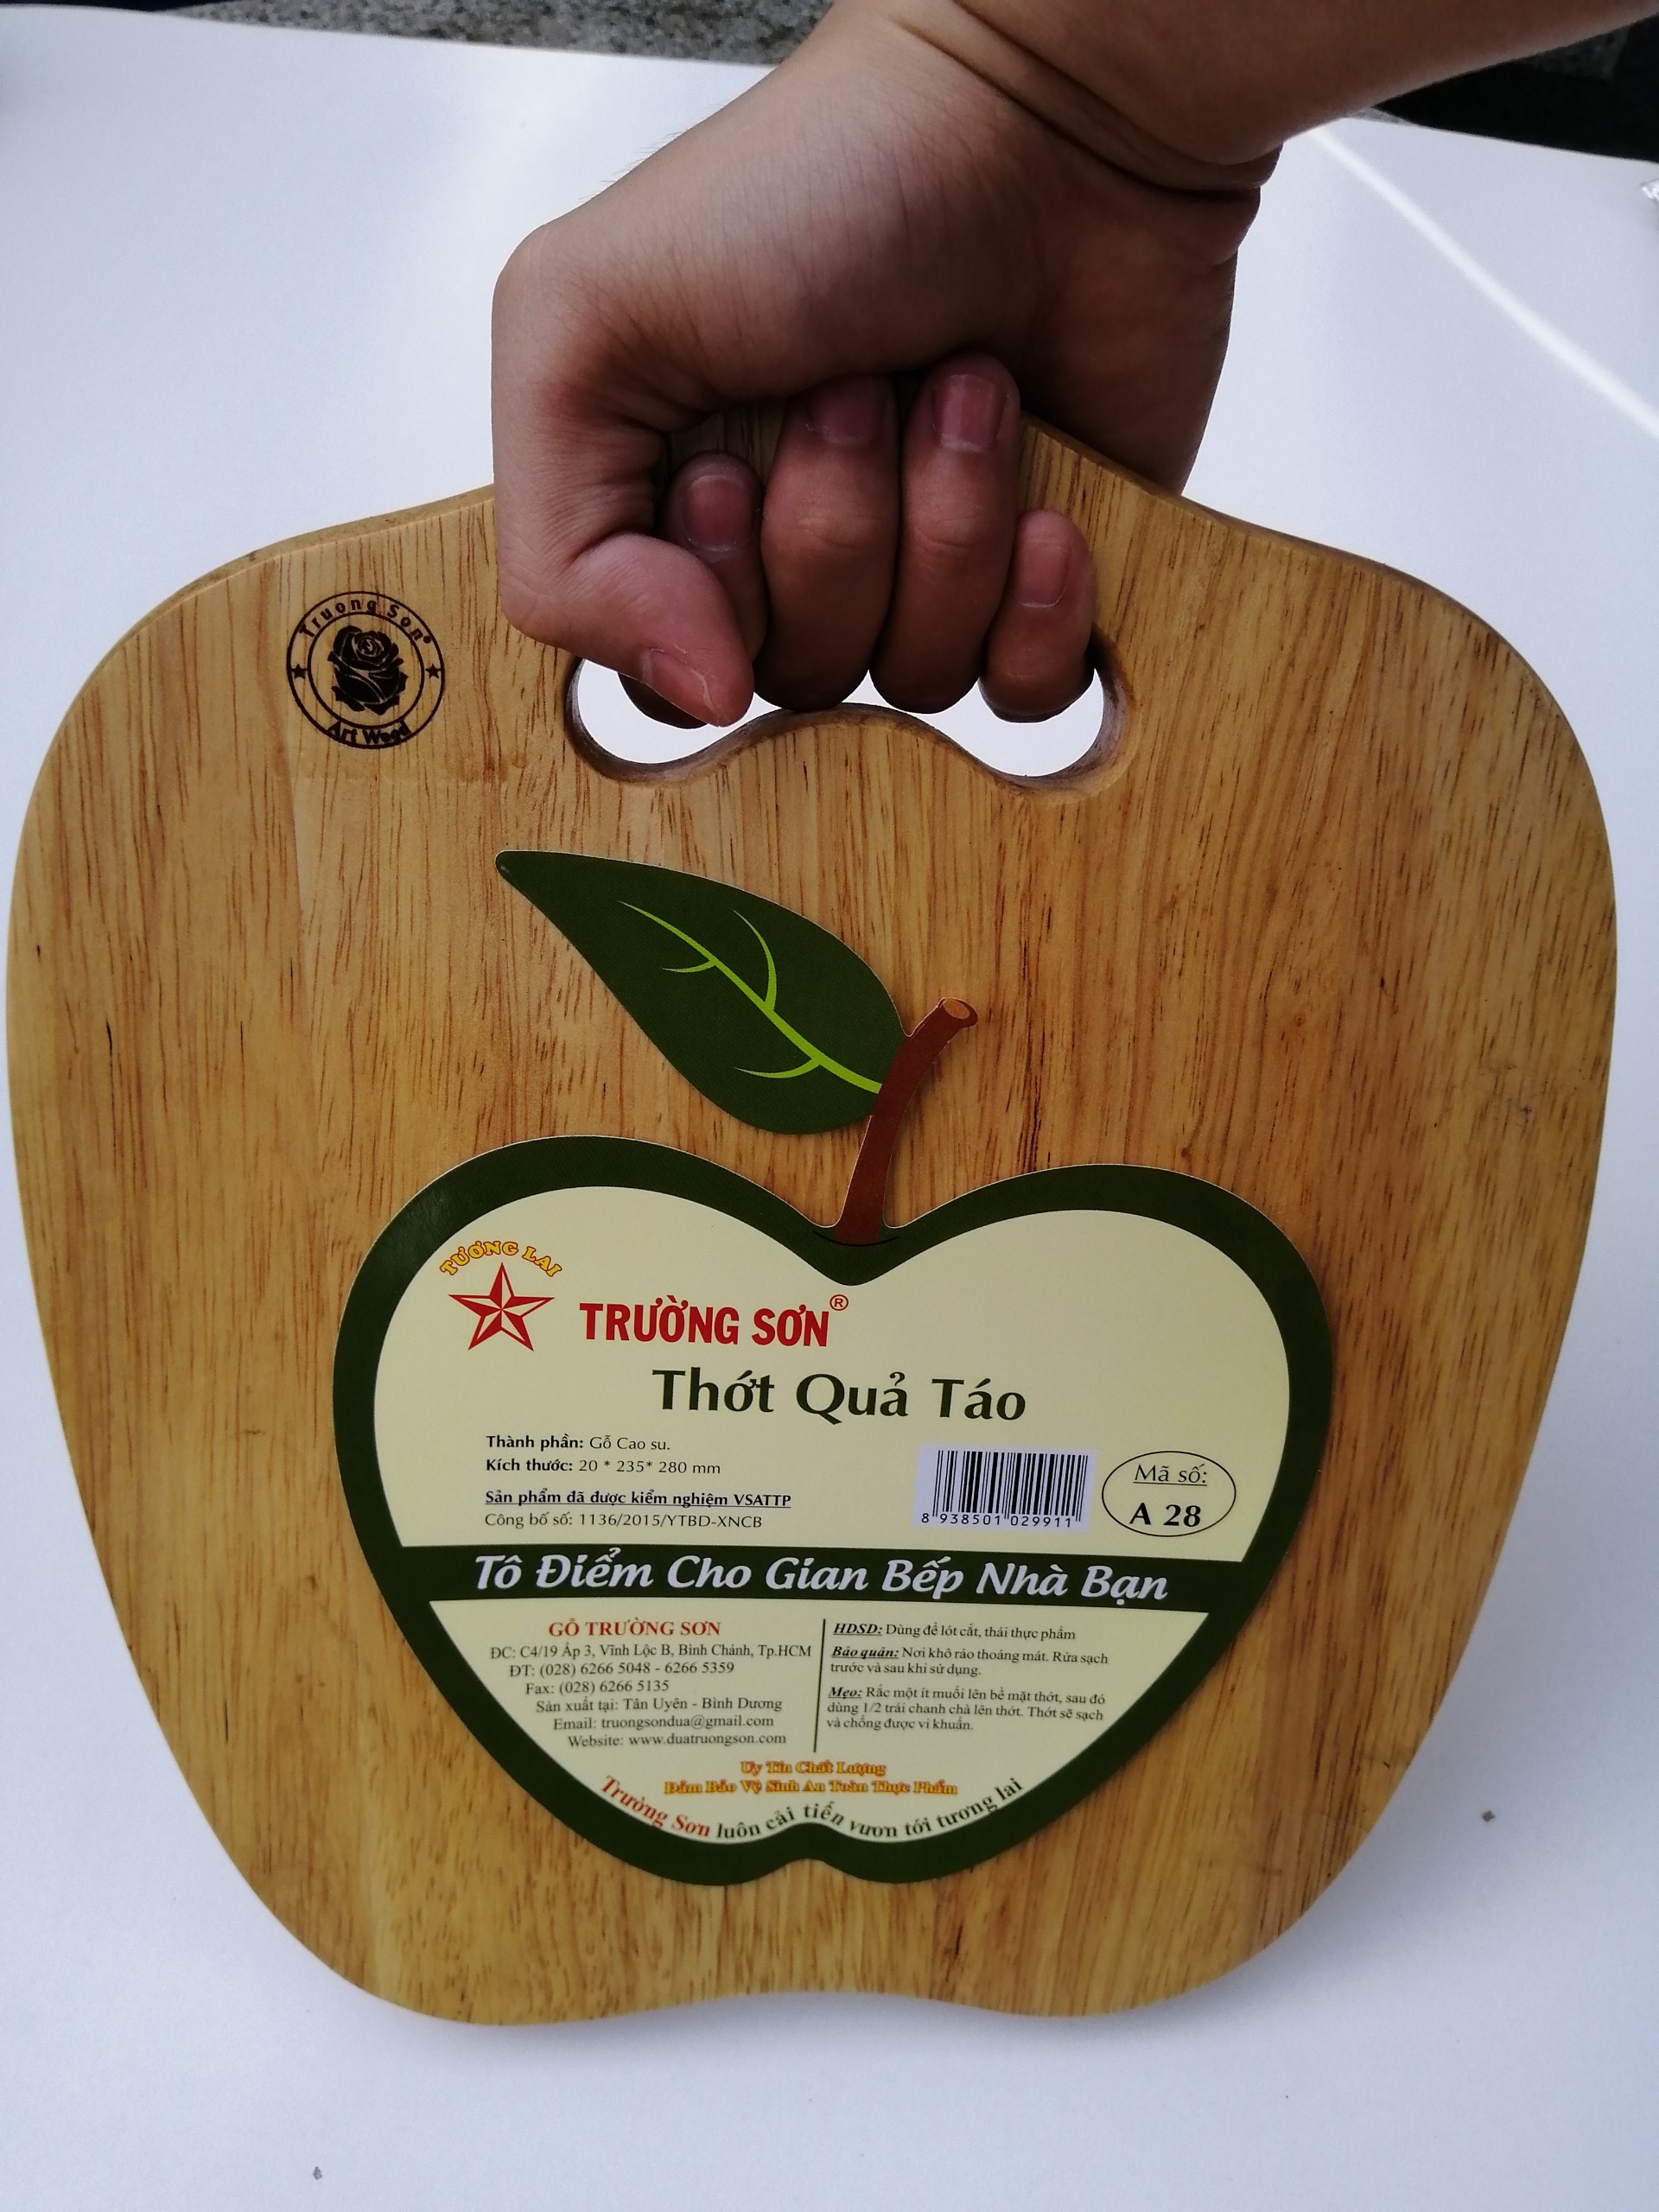 Truong Son®
Art Wood
TƯƠNG LAI
TRƯỜNG SƠN®
Thớt Quả Táo
Thành phần: Gỗ Cao su.
Kích thước: 20 * 235* 280 mm
Sản phẩm đã được kiểm nghiệm VSATTP
Công bố số: 1136/2015/YTBD-XNCB
8 938501 029911
Mã số:
A 28
Tô Điểm Cho Gian Bếp Nhà Bạn
GỖ TRƯỜNG SƠN
ĐC: C4/19 Ấp 3, Vĩnh Lộc B, Bình Chánh, Tp.HCM
ĐT: (028) 6266 5048 - 6266 5359
Fax: (028) 6266 5135
Sản xuất tại: Tân Uyên - Bình Dương
Email: truongsondua@gmail.com
Website: www.duatruongson.com
HDSD: Dùng để lót cắt, thái thực phẩm
Bảo quản: Nơi khô ráo thoáng mát. Rửa sạch
trước và sau khi sử dụng.
Mẹo: Rắc một ít muối lên bề mặt thớt, sau đó
dùng 1/2 trái chanh chà lên thớt. Thớt sẽ sạch
và chống được vi khuẩn.
Uy Tín Chất Lượng
Đảm Bảo Vệ Sinh An Toàn Thực Phẩm
Trường Sơn luôn cải tiến vươn tới tương lai